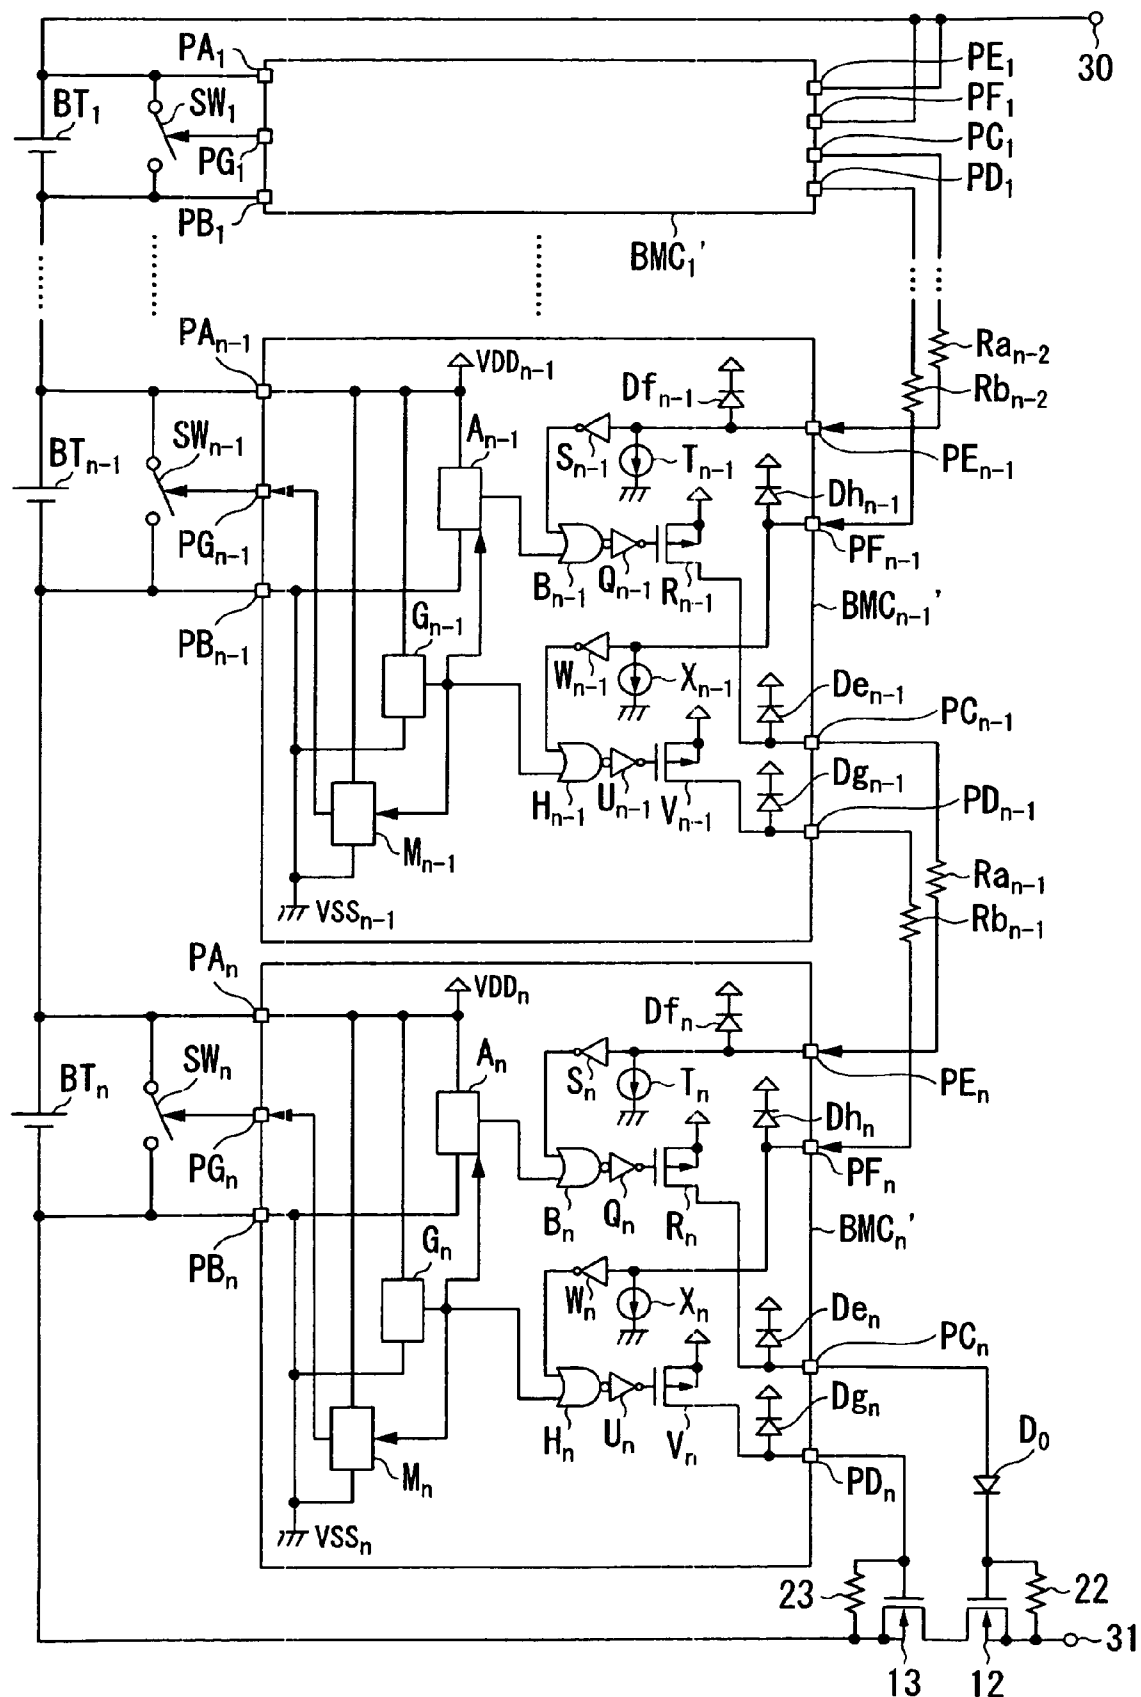 30
PA1
PE1
BT1
SW1
PF1
PG1
PC1
PD1
PB1
BMC1'
PAn-1
VDDn-1
Dfn-1
Ran-2
Rbn-2
An-1
SWn-1
BTn-1
Sn-1
Tn-1
PEn-1
Dhn-1
PGn-1
PFn-1
Bn-1
Qn-1
Rn-1
BMCn-1'
PBn-1
Gn-1
Wn-1
Xn-1
Den-1
PCn-1
Dgn-1
Hn-1
Un-1
Vn-1
PDn-1
Mn-1
Ran-1
VSSn-1
Rbn-1
PAn
VDDn
Dfn
An
SWn
BTn
Sn
Tn
PEn
Dhn
PGn
PFn
Bn
Qn
Rn
BMCn'
PBn
Gn
Wn
Xn
Den
PCn
Dgn
Hn
Un
Vn
D0
PDn
Mn
VSSn
23
22
31
13
12